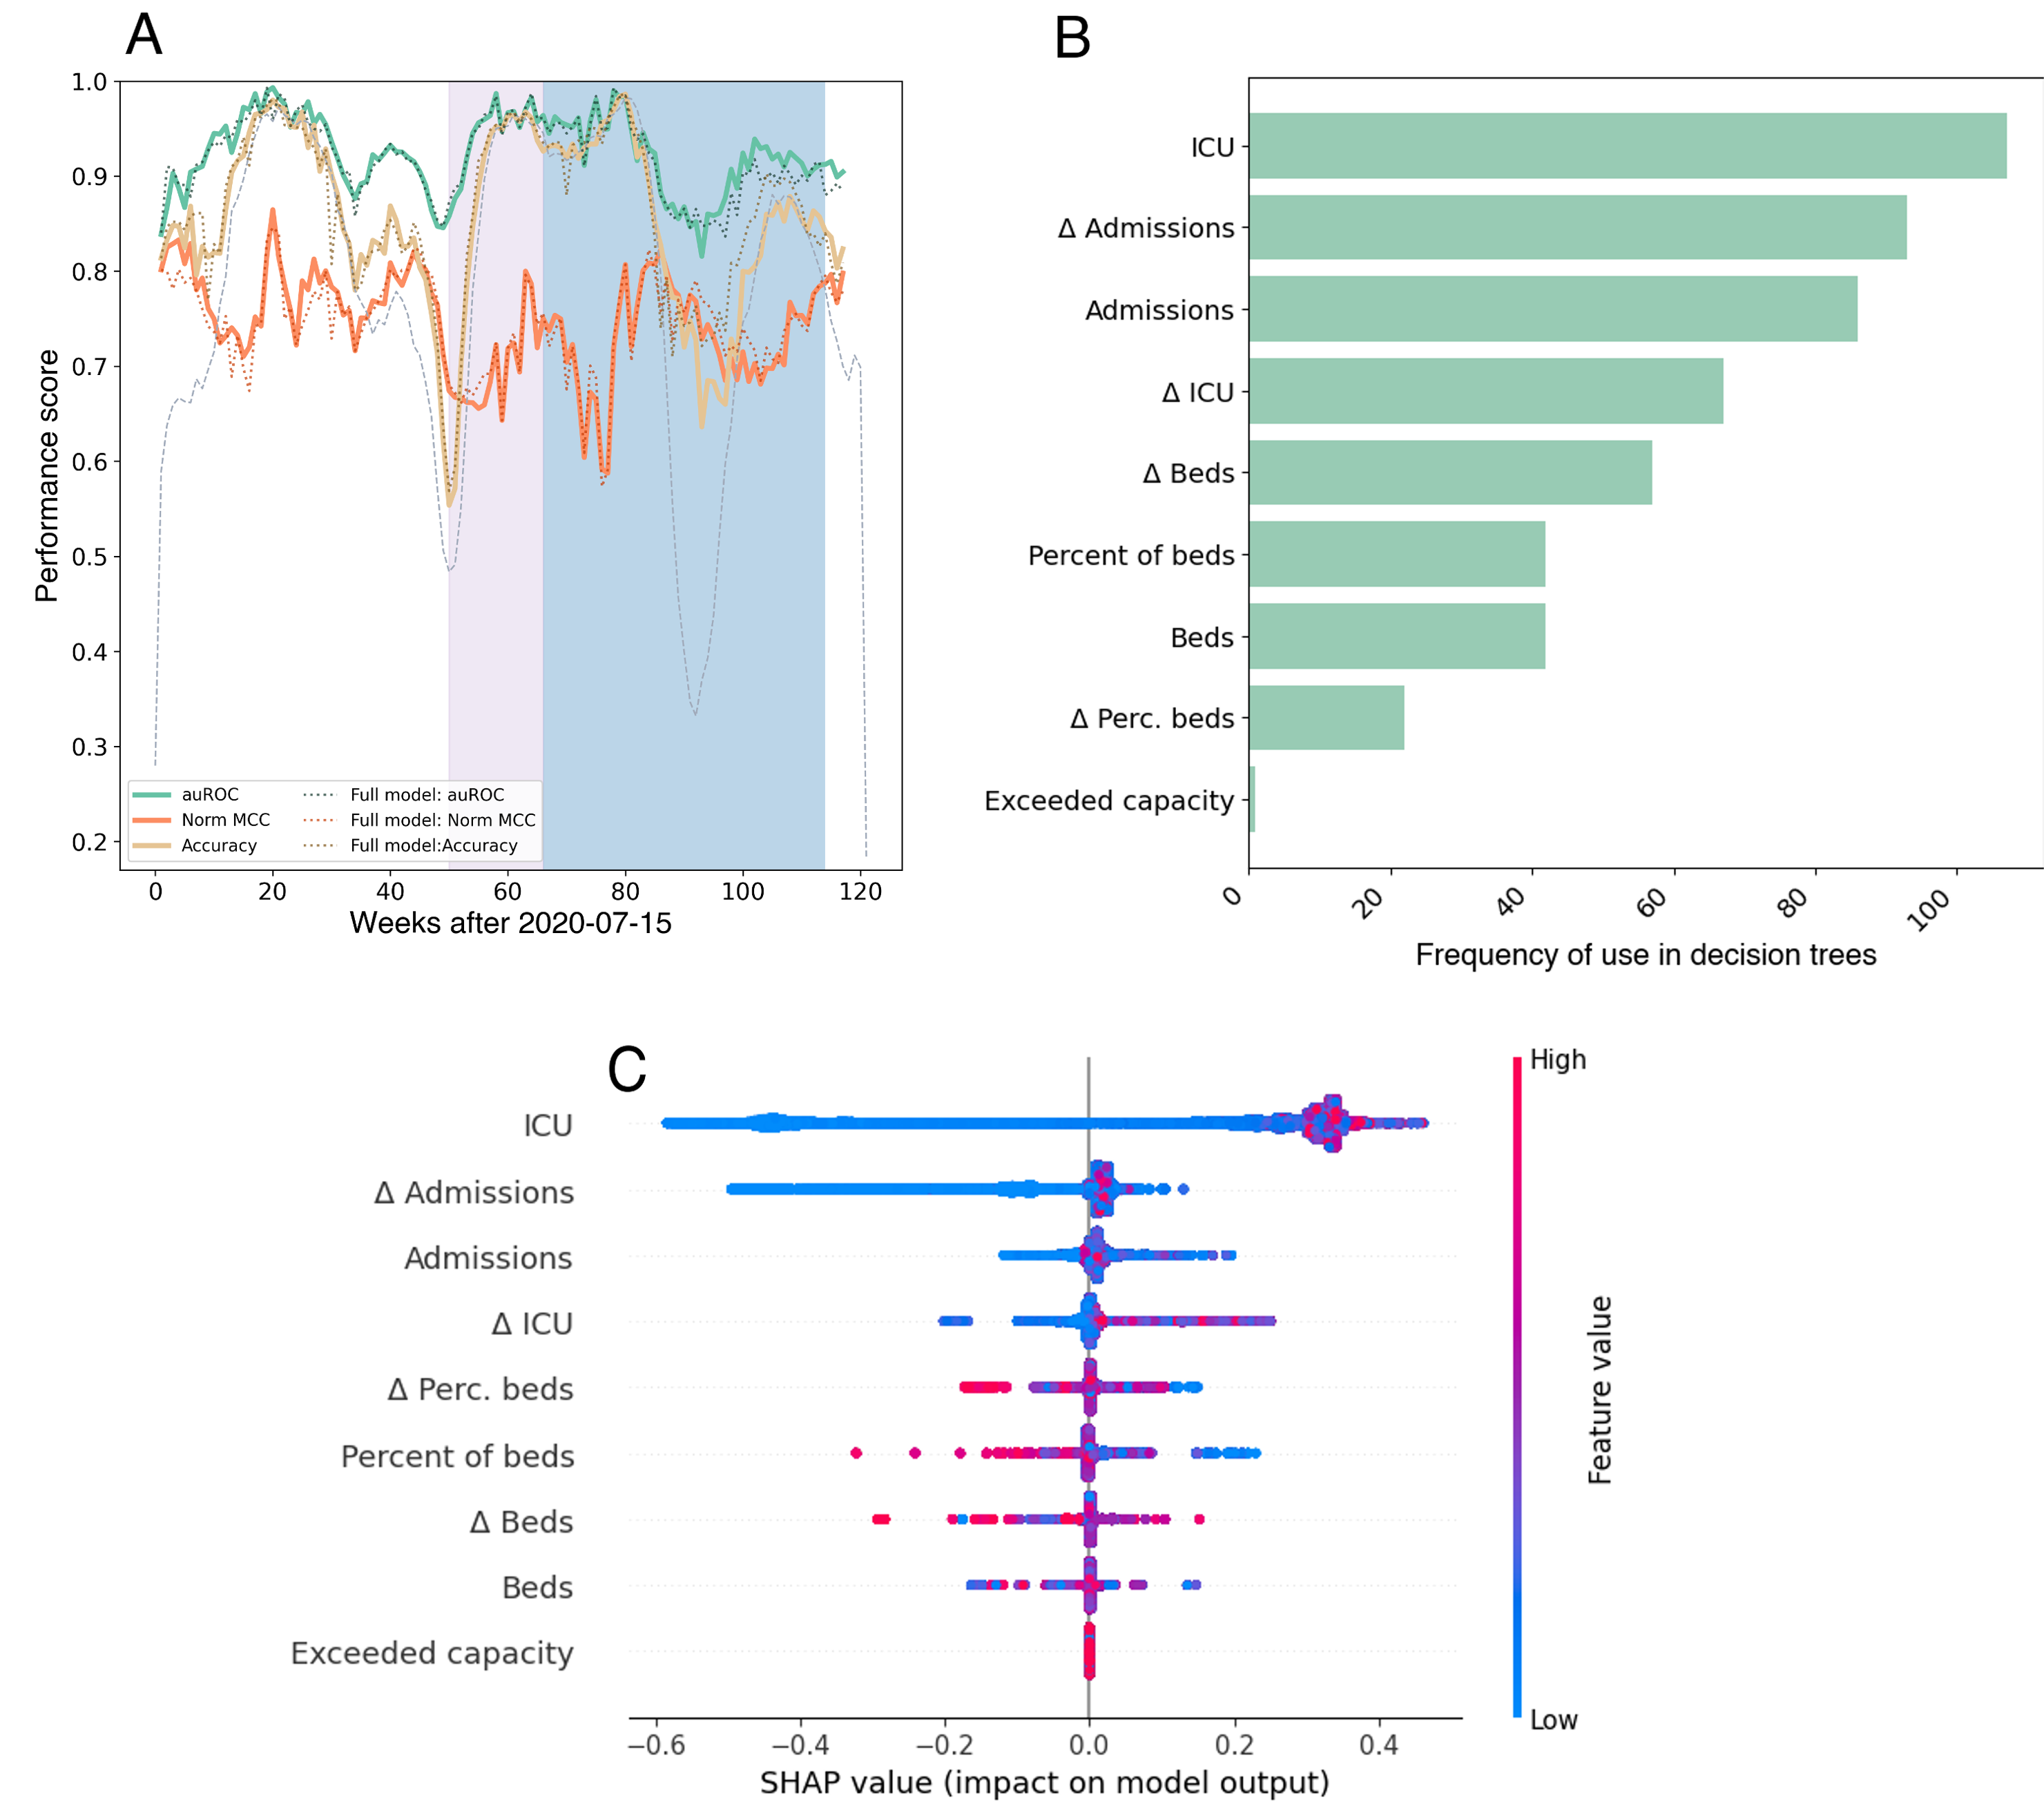 A
1.0
0.9
0.8
0.7
0.6
0.5
0.4
0.3
0.2
Performance score
auROC
Norm MCC
Accuracy
Full model: auROC
Full model: Norm MCC
Full model:Accuracy
0 20 40 60 80 100 120
Weeks after 2020-07-15
B
ICU
Δ Admissions
Admissions
Δ ICU
Δ Beds
Percent of beds
Beds
Δ Perc. beds
Exceeded capacity
0 20 40 60 80 100
Frequency of use in decision trees
C
ICU
Δ Admissions
Admissions
Δ ICU
Δ Perc. beds
Percent of beds
Δ Beds
Beds
Exceeded capacity
−0.6 −0.4 −0.2 0.0 0.2 0.4
SHAP value (impact on model output)
High
Feature value
Low